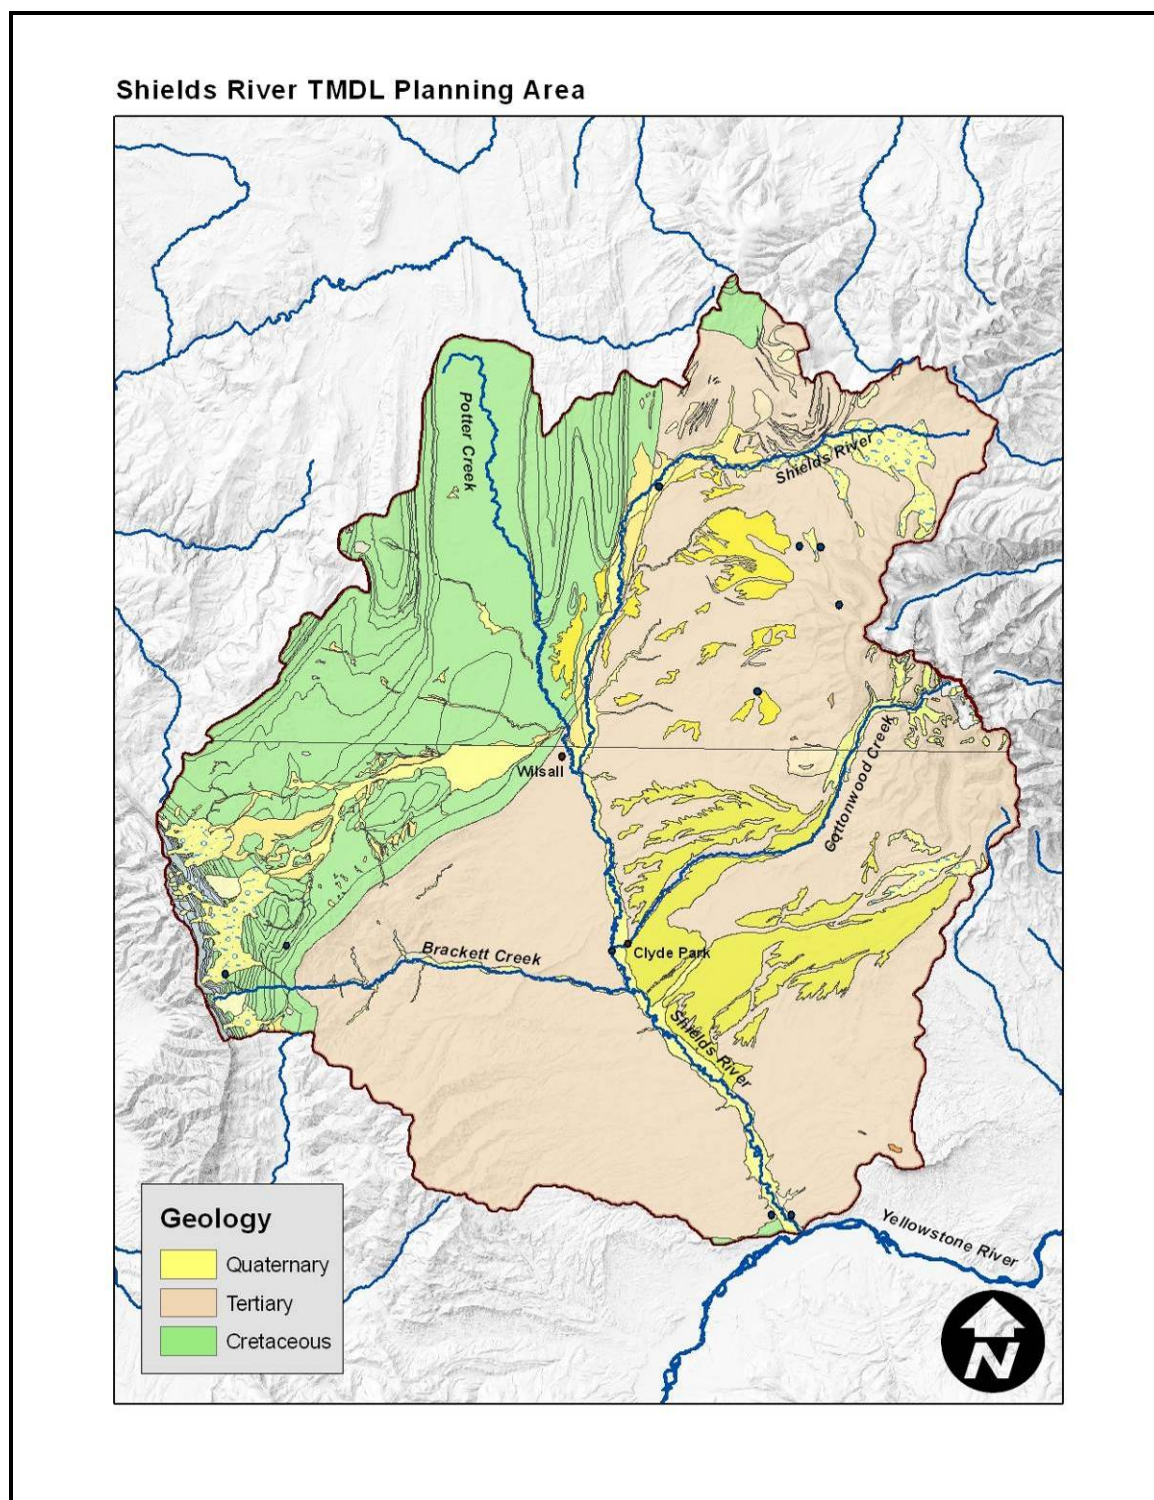 Shields River TMDL Planning Area
Potter Creek
Shields River
Wilsall
Cottonwood Creek
Brackett Creek
Clyde Park
Shields River
Yellowstone River
Geology
Quaternary
Tertiary
Cretaceous
N